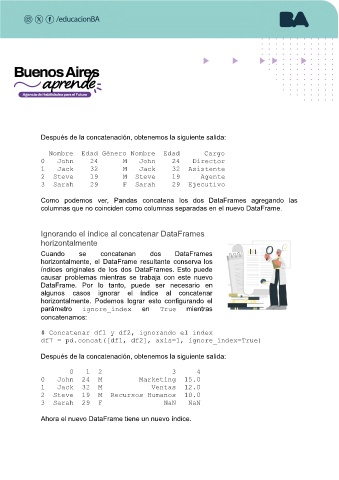 /educacionBA
BA
Buenos Aires
aprende
Agencia de Habilidades para el Futuro
Después de la concatenación, obtenemos la siguiente salida:
Nombre Edad Género Nombre Edad Cargo
0 John 24 M John 24 Director
1 Jack 32 M Jack 32 Asistente
2 Steve 19 M Steve 19 Agente
3 Sarah 29 F Sarah 29 Ejecutivo
Como podemos ver, Pandas concatena los dos DataFrames agregando las
columnas que no coinciden como columnas separadas en el nuevo DataFrame.
Ignorando el índice al concatenar DataFrames
horizontalmente
Cuando se concatenan dos DataFrames
horizontalmente, el DataFrame resultante conserva los
índices originales de los dos DataFrames. Esto puede
causar problemas mientras se trabaja con este nuevo
DataFrame. Por lo tanto, puede ser necesario en
algunos casos ignorar el índice al concatenar
horizontalmente. Podemos lograr esto configurando el
parámetro ignore_index en True mientras
concatenamos:
# Concatenar df1 y df2, ignorando el index
df7 = pd.concat([df1, df2], axis=1, ignore_index=True)
Después de la concatenación, obtenemos la siguiente salida:
0 1 2 3 4
0 John 24 M Marketing 15.0
1 Jack 32 M Ventas 12.0
2 Steve 19 M Recursos Humanos 10.0
3 Sarah 29 F NaN NaN
Ahora el nuevo DataFrame tiene un nuevo índice.